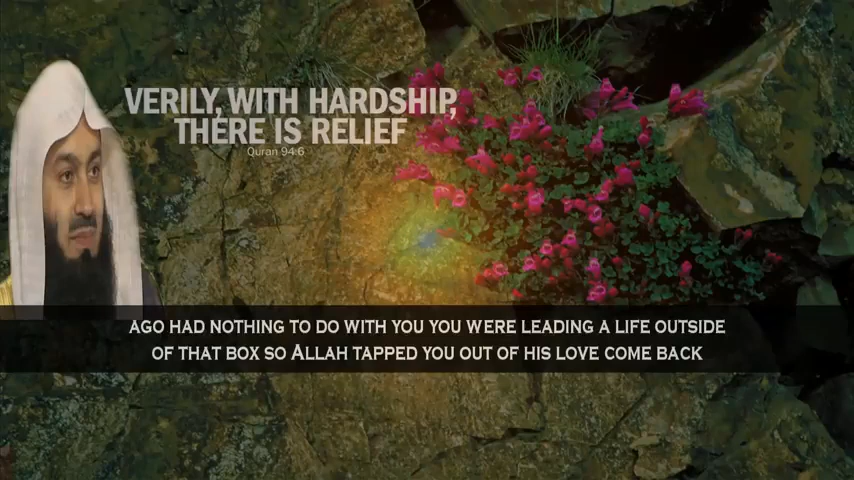 VERILY, WITH HARDSHIP,
THERE IS RELIEF
Quran 94:6
AGO HAD NOTHING TO DO WITH YOU YOU WERE LEADING A LIFE OUTSIDE
OF THAT BOX SO ALLAH TAPPED YOU OUT OF HIS LOVE COME BACK